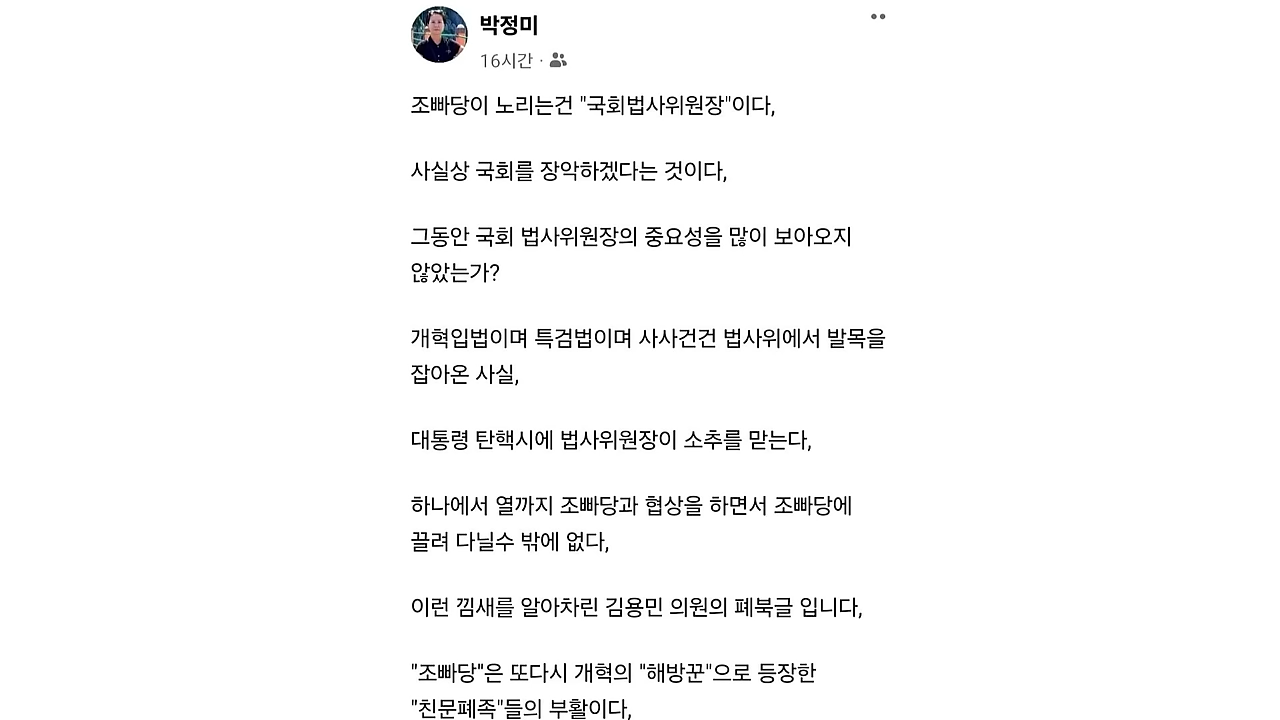 박정미
16시간 ·
조빠당이 노리는건 "국회법사위원장"이다,
사실상 국회를 장악하겠다는 것이다,
그동안 국회 법사위원장의 중요성을 많이 보아오지
않았는가?
개혁입법이며 특검법이며 사사건건 법사위에서 발목을
잡아온 사실,
대통령 탄핵시에 법사위원장이 소추를 맏는다,
하나에서 열까지 조빠당과 협상을 하면서 조빠당에
끌려 다닐수 밖에 없다,
이런 낌새를 알아차린 김용민 의원의 폐북글 입니다,
"조빠당"은 또다시 개혁의 "해방꾼"으로 등장한
"친문폐족"들의 부활이다,